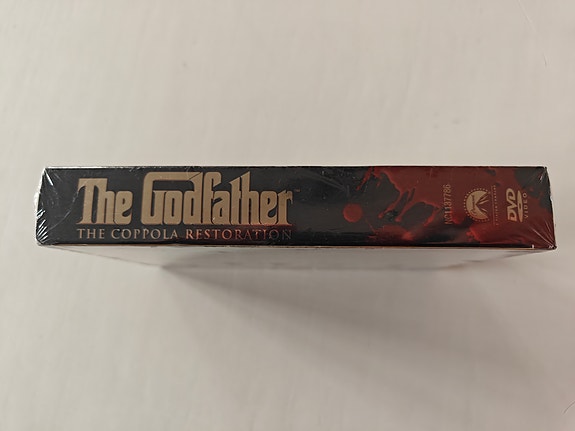 The Godfather
THE COPPOLA RESTORATION
DVD
VIDEO